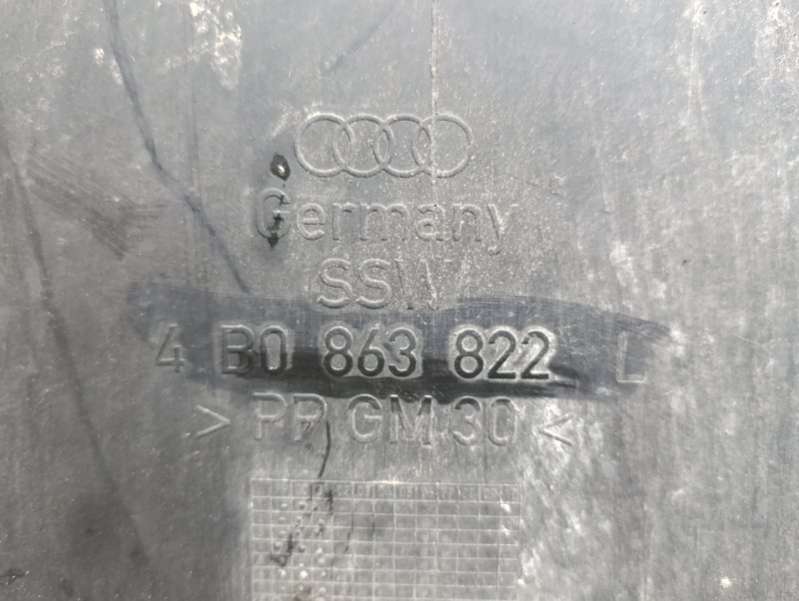 Germany
SSW
4 B0 863 822 L
> PP GM 30 <